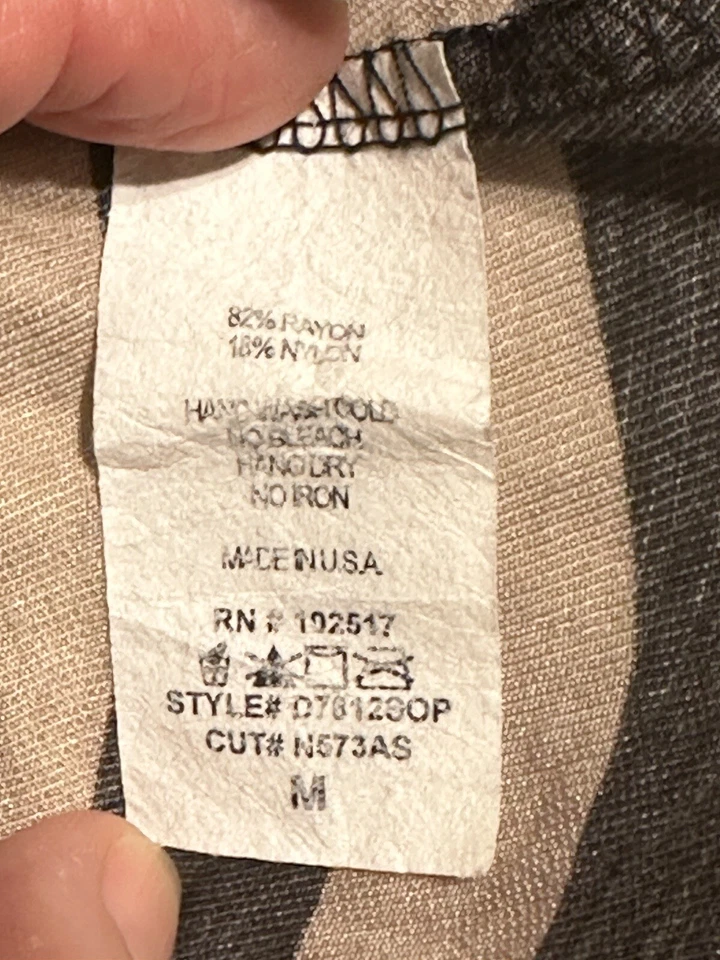 82% RAYON
18% NYLON
HAND WASH COLD
NO BLEACH
HANG DRY
NO IRON
MADE IN U.S.A.
RN # 102517
STYLE#
CUT# N573AS
M